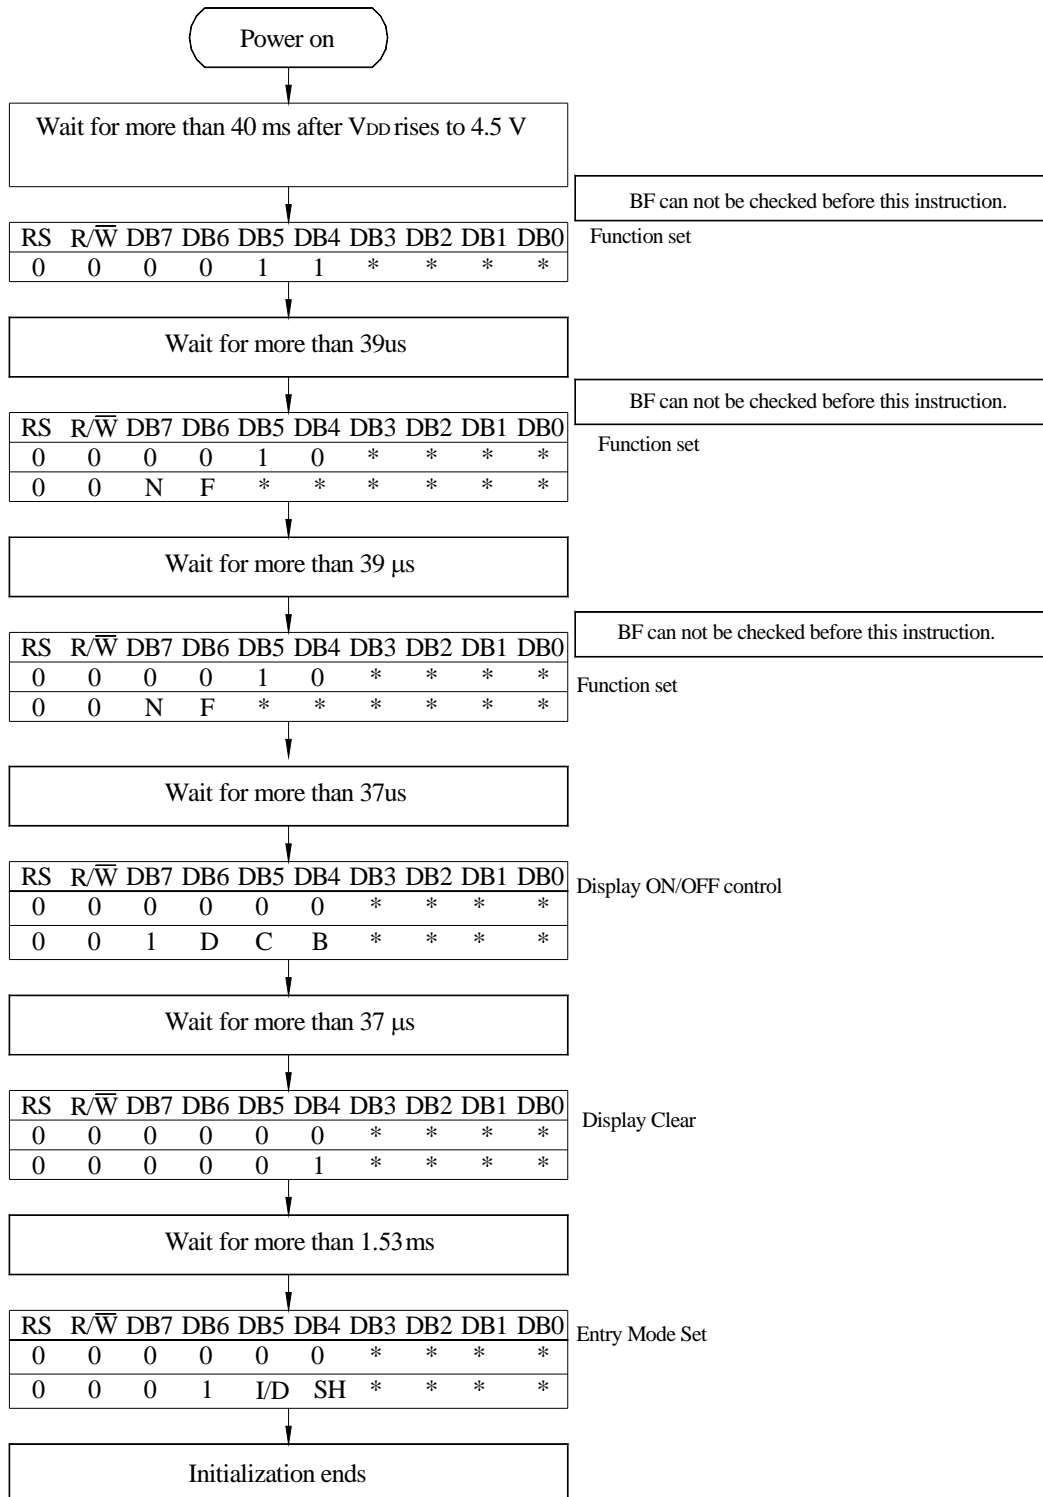 Power on
Wait for more than 40 ms after VDD rises to 4.5 V
BF can not be checked before this instruction.
RS R/W̅ DB7 DB6 DB5 DB4 DB3 DB2 DB1 DB0
Function set
0 0 0 0 1 1 * * * *
Wait for more than 39us
BF can not be checked before this instruction.
RS R/W̅ DB7 DB6 DB5 DB4 DB3 DB2 DB1 DB0
Function set
0 0 0 0 1 0 * * * *
0 0 N F * * * * * *
Wait for more than 39 μs
BF can not be checked before this instruction.
RS R/W̅ DB7 DB6 DB5 DB4 DB3 DB2 DB1 DB0
0 0 0 0 1 0 * * * *
Function set
0 0 N F * * * * * *
Wait for more than 37us
RS R/W̅ DB7 DB6 DB5 DB4 DB3 DB2 DB1 DB0
Display ON/OFF control
0 0 0 0 0 0 * * * *
0 0 1 D C B * * * *
Wait for more than 37 μs
RS R/W̅ DB7 DB6 DB5 DB4 DB3 DB2 DB1 DB0
Display Clear
0 0 0 0 0 0 * * * *
0 0 0 0 0 1 * * * *
Wait for more than 1.53 ms
RS R/W̅ DB7 DB6 DB5 DB4 DB3 DB2 DB1 DB0
Entry Mode Set
0 0 0 0 0 0 * * * *
0 0 0 1 I/D SH * * * *
Initialization ends